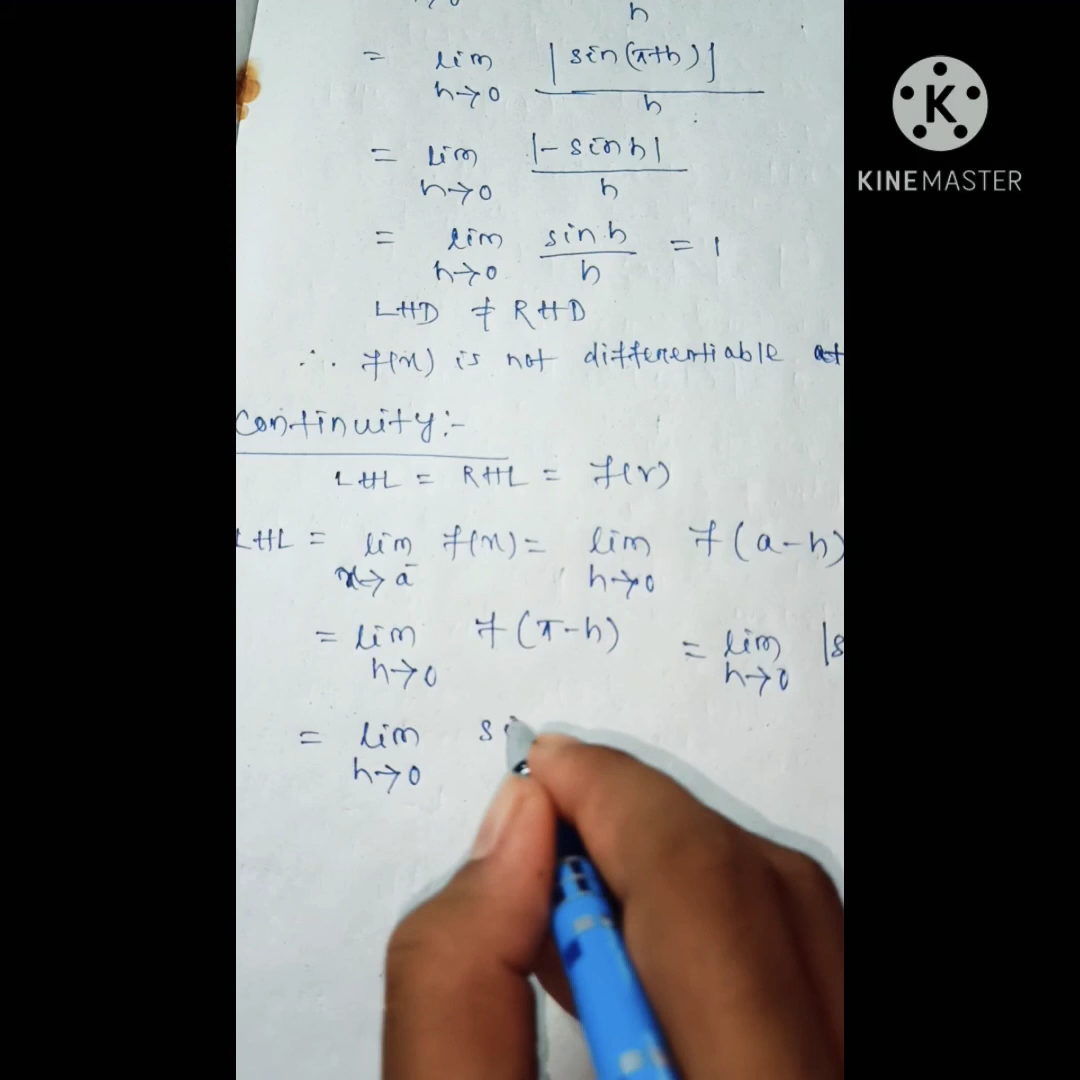 h
= lim |sin(π+h)|
h→0 h
= lim |- sinh|
h→0 h
= lim sinh = 1
h→0 h
LHD ≠ RHD
∴ f(x) is not differentiable at
Continuity:-
LHL = RHL = f(r)
LHL = lim f(x) = lim f(a-h)
x→a⁻ h→0
= lim f(π-h) = lim |s
h→0 h→0
= lim si
h→0
K
KINEMASTER